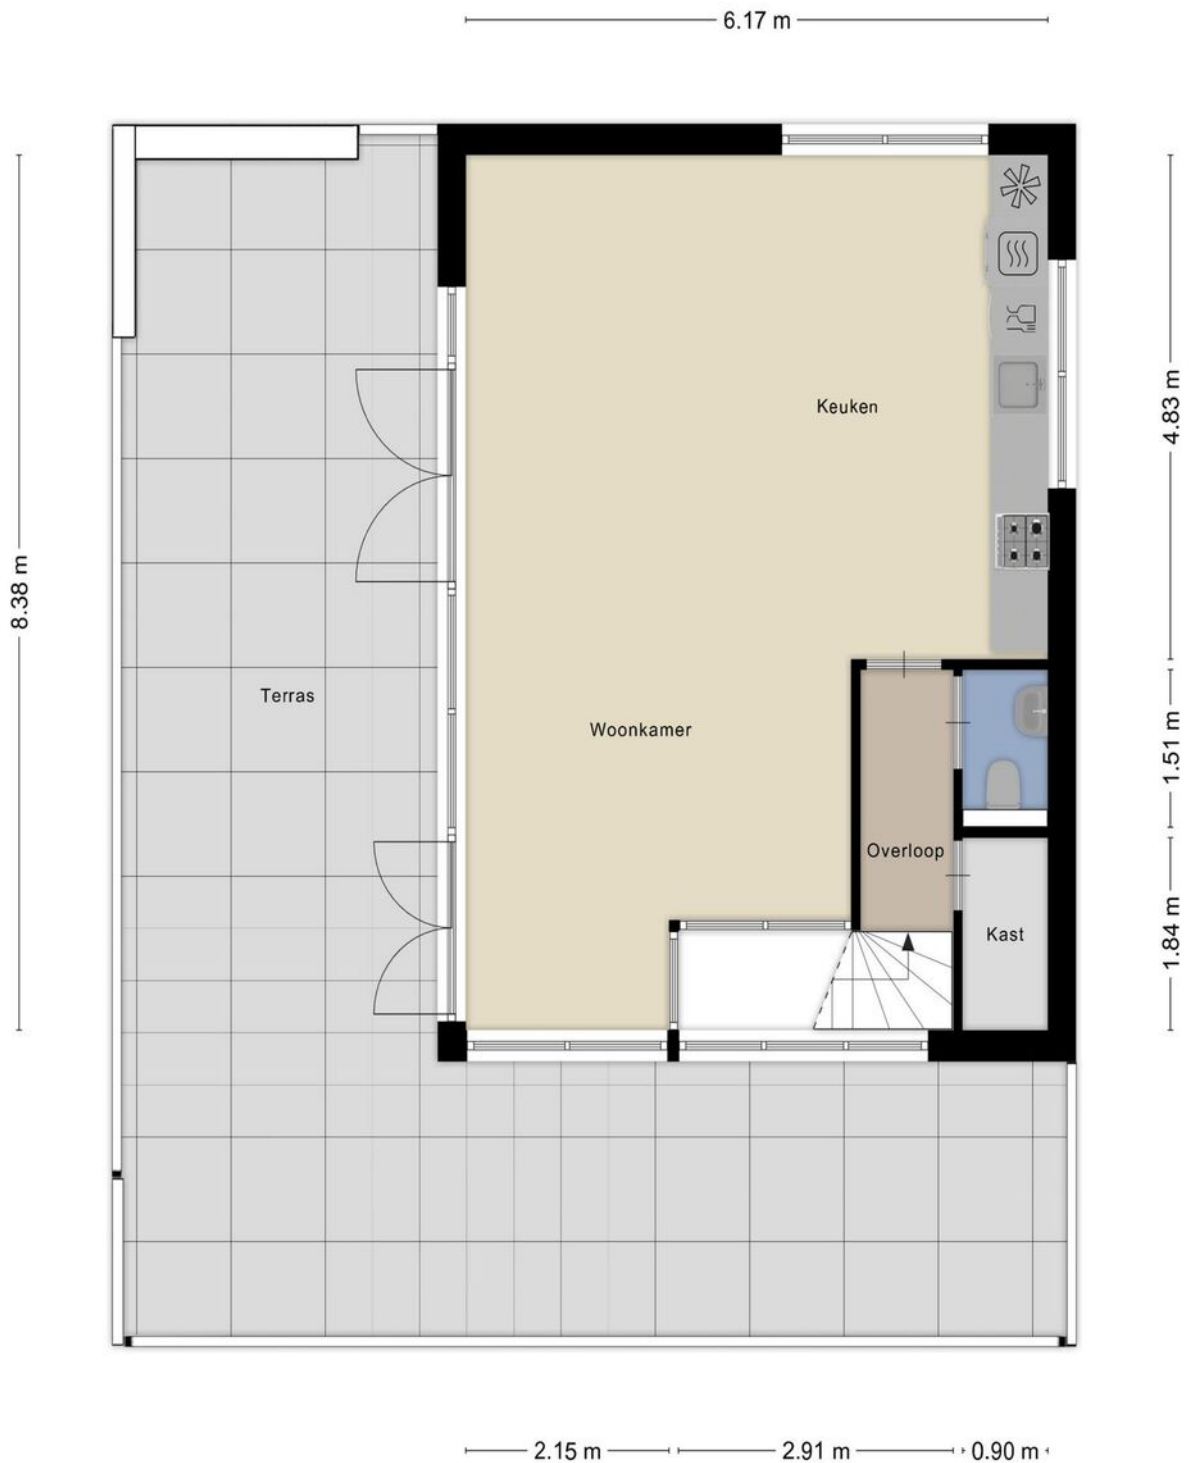 6.17 m
8.38 m
4.83 m
Keuken
Terras
Woonkamer
1.51 m
Overloop
Kast
1.84 m
2.15 m
2.91 m
0.90 m